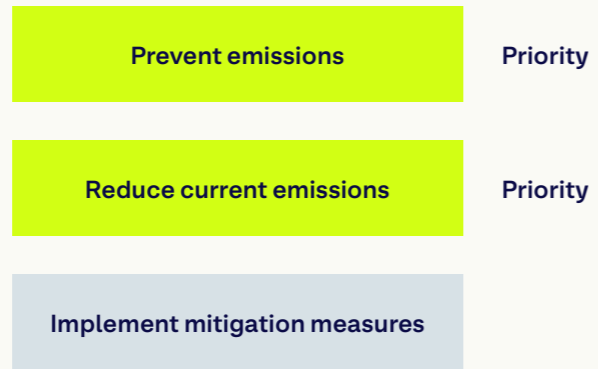 Prevent emissions Priority
Reduce current emissions Priority
Implement mitigation measures